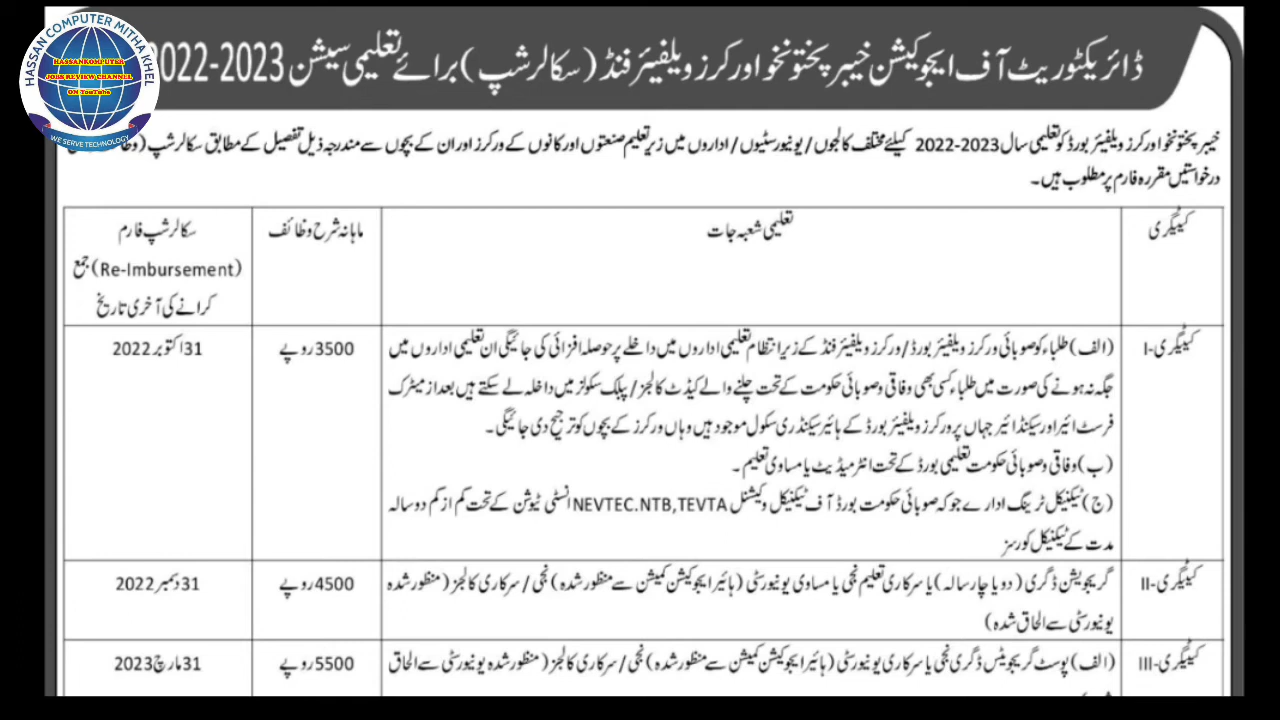 HASSAN COMPUTER MITHA KHEL
HASSANKOMPUTER
JOBS REVIEW CHANNEL
ON YouTube
WE SERVE TECHNOLOGY
ڈائریکٹوریٹ آف ایجوکیشن خیبر پختونخوا ورکرز ویلفیئر فنڈ (سکالرشپ) برائے تعلیمی سیشن 2023-2022
خیبر پختونخوا ورکرز ویلفیئر بورڈ کو تعلیمی سال 2023-2022 کیلئے مختلف کالجوں/یونیورسٹیوں/اداروں میں زیرتعلیم صنعتوں اور کانوں کے ورکرز اور ان کے بچوں سے مندرجہ ذیل تفصیل کے مطابق سکالرشپ
درخواستیں مقررہ فارم پر مطلوب ہیں۔
کیٹیگری
تعلیمی شعبہ جات
ماہانہ شرح وظائف
سکالرشپ فارم
(Re-Imbursement) جمع
کرانے کی آخری تاریخ
کیٹیگری-I
(الف) طلباء کو صوبائی ورکرز ویلفیئر بورڈ/ورکرز ویلفیئر فنڈ کے زیر انتظام تعلیمی اداروں میں داخلے پر حوصلہ افزائی کی جائیگی ان تعلیمی اداروں میں
جگہ نہ ہونے کی صورت میں طلباء کسی بھی وفاقی وصوبائی حکومت کے تحت چلنے والے کیڈٹ کالجز/پبلک سکولز میں داخلہ لے سکتے ہیں بعد از میٹرک
فرسٹ ائیر اور سیکنڈ ائیر جہاں پر ورکرز ویلفیئر بورڈ کے ہائیر سیکنڈری سکول موجود ہیں وہاں ورکرز کے بچوں کو ترجیح دی جائیگی۔
(ب) وفاقی وصوبائی حکومت تعلیمی بورڈ کے تحت انٹرمیڈیٹ یا مساوی تعلیم۔
(ج) ٹیکنیکل ٹریننگ ادارے جو کہ صوبائی حکومت بورڈ آف ٹیکنیکل ووکیشنل NEVTEC.NTB,TEVTA انسٹی ٹیوشن کے تحت کم از کم دو سالہ
مدت کے ٹیکنیکل کورسز
3500 روپے
31 اکتوبر 2022
کیٹیگری-II
گریجویشن ڈگری (دو یا چار سالہ) یا سرکاری تعلیم نجی یا مساوی یونیورسٹی (ہائیر ایجوکیشن کمیشن سے منظور شدہ) نجی/سرکاری کالجز (منظور شدہ
یونیورسٹی سے الحاق شدہ)
4500 روپے
31 دسمبر 2022
کیٹیگری-III
(الف) پوسٹ گریجویٹس ڈگری نجی یا سرکاری یونیورسٹی (ہائیر ایجوکیشن کمیشن سے منظور شدہ) نجی/سرکاری کالجز (منظور شدہ یونیورسٹی سے الحاق
5500 روپے
31 مارچ 2023